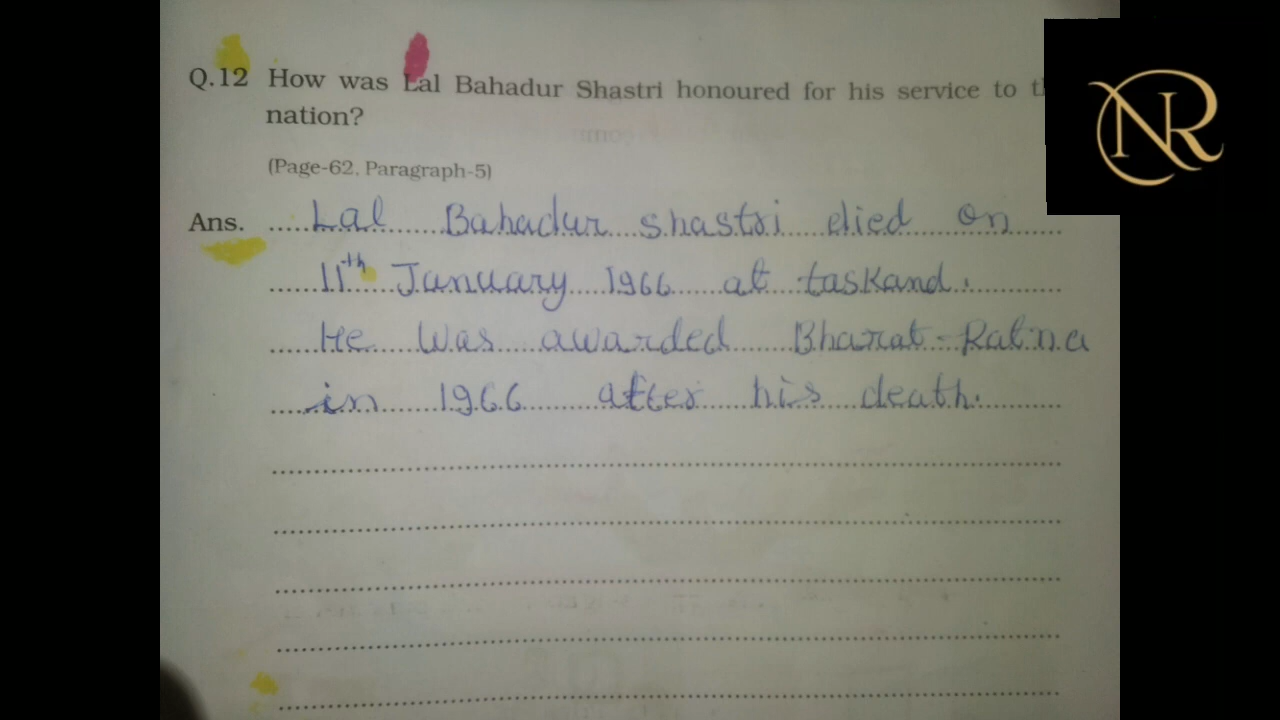 Q.12 How was Lal Bahadur Shastri honoured for his service to
nation?
(Page-62, Paragraph-5)
Ans. Lal Bahadur shastri died on
11th January 1966 at taskand.
He was awarded Bharat-Ratna
in 1966 after his death.
NR